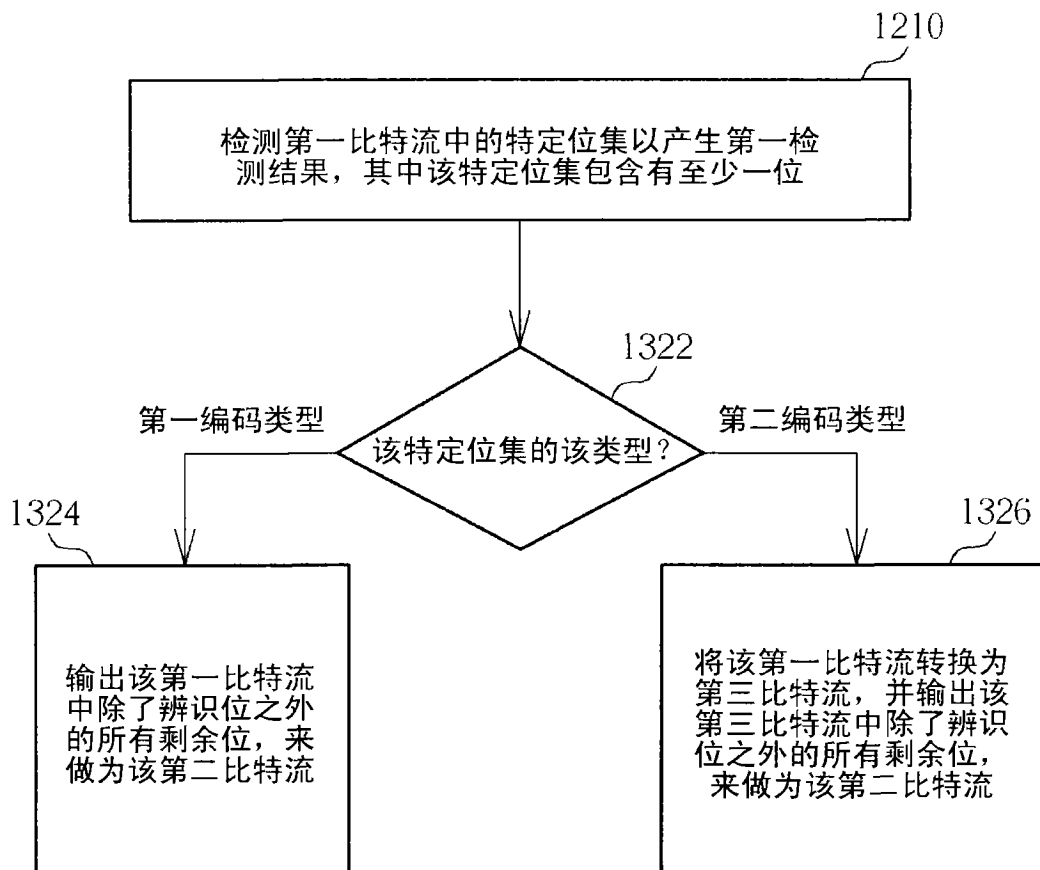 1210
检测第一比特流中的特定位集以产生第一检
测结果，其中该特定位集包含有至少一位
1322
第一编码类型
第二编码类型
该特定位集的该类型？
1324
1326
输出该第一比特流
中除了辨识位之外
的所有剩余位，来
做为该第二比特流
将该第一比特流转换为
第三比特流，并输出该
第三比特流中除了辨识
位之外的所有剩余位，
来做为该第二比特流